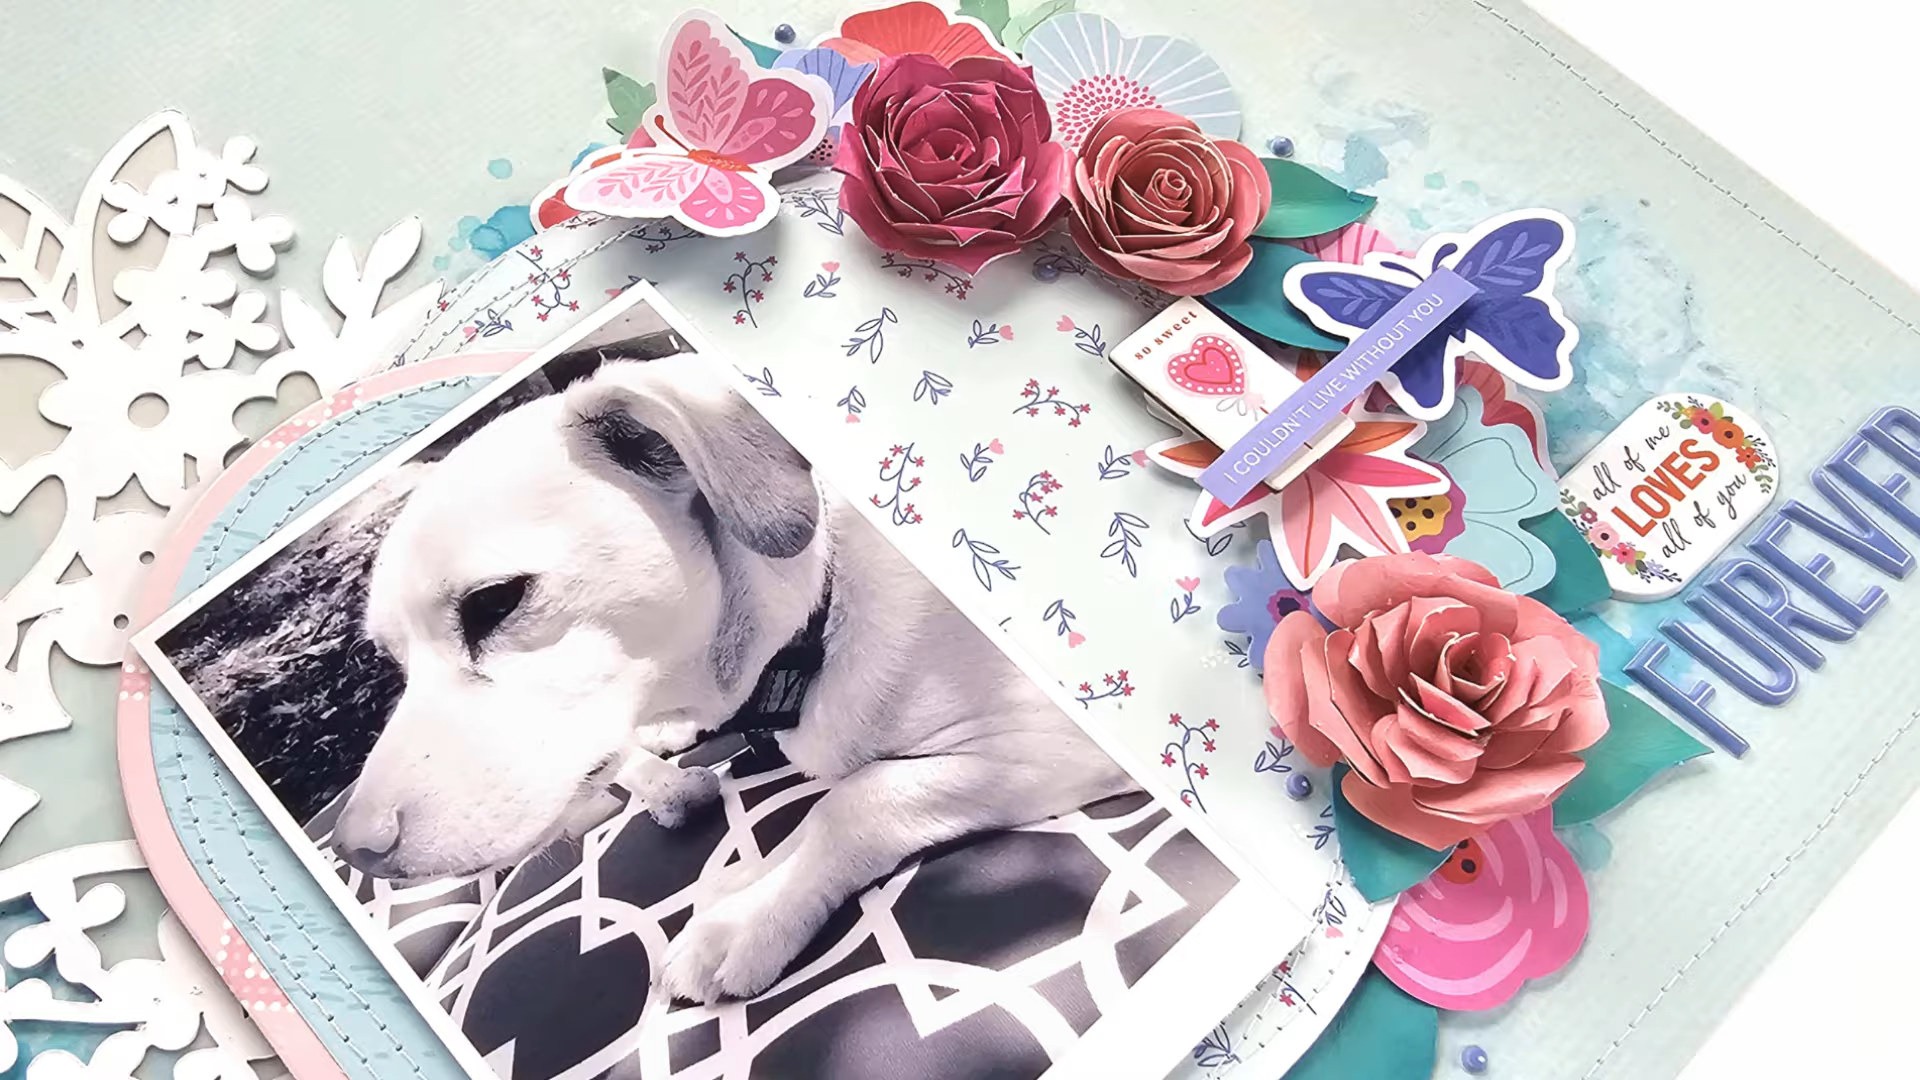 so sweet
I COULDN'T LIVE WITHOUT YOU
all of me
LOVES
all of you
FUREVER